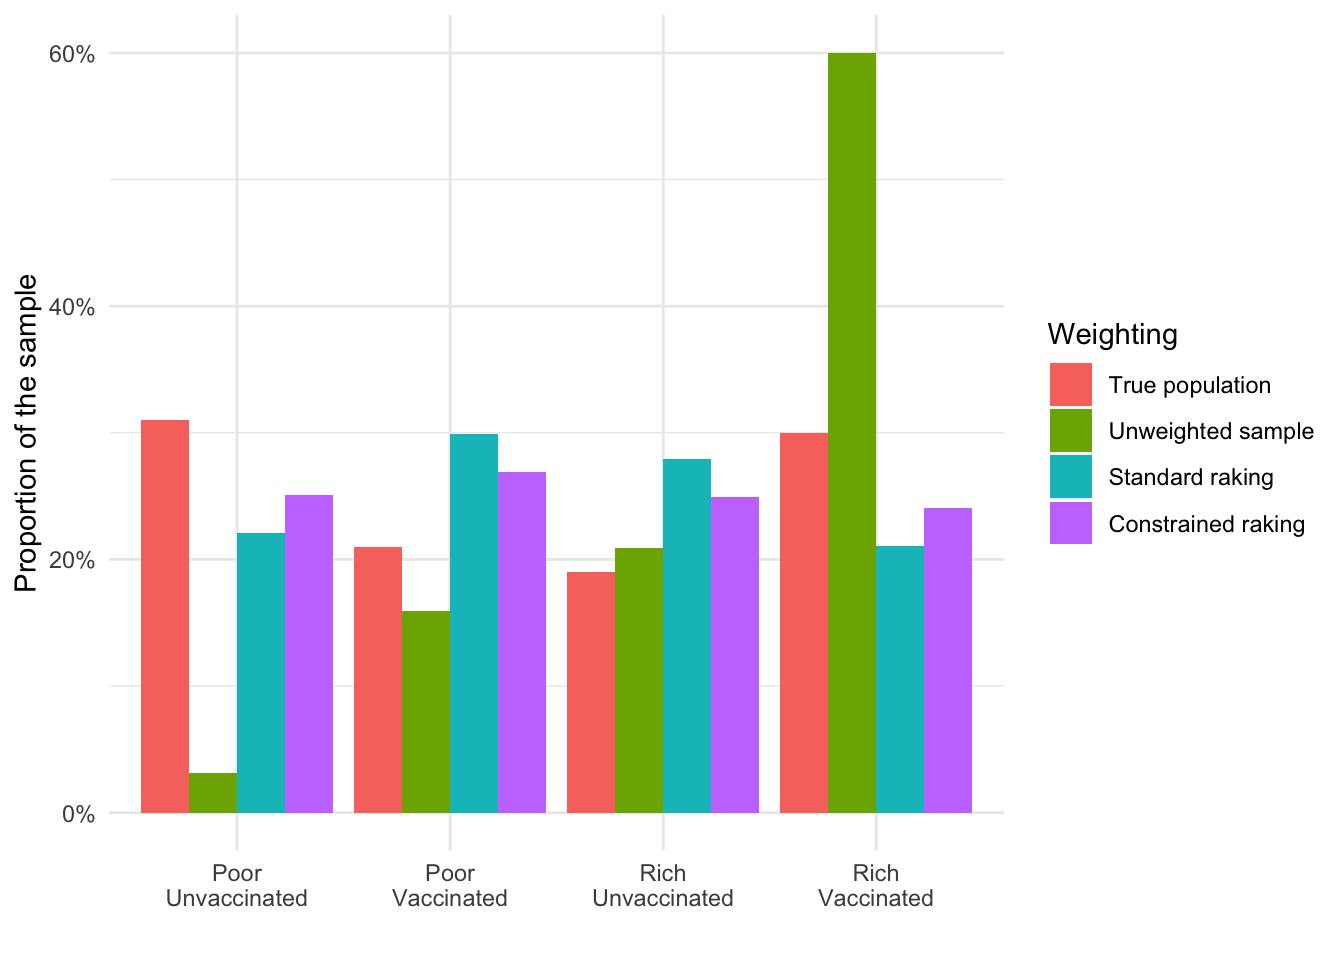 60%
40%
20%
0%
Proportion of the sample
Poor
Unvaccinated
Poor
Vaccinated
Rich
Unvaccinated
Rich
Vaccinated
Weighting
True population
Unweighted sample
Standard raking
Constrained raking